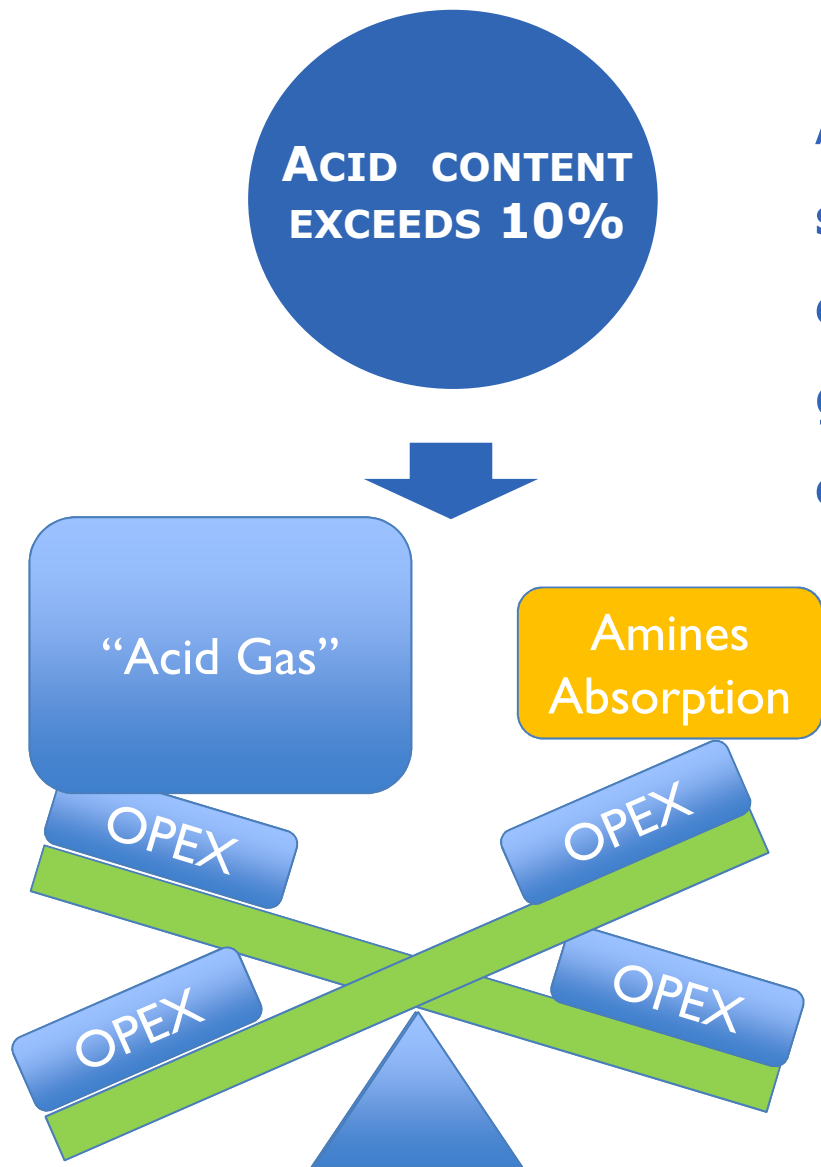 ACID CONTENT
EXCEEDS 10%
“Acid Gas”
Amines
Absorption
OPEX
OPEX
OPEX
OPEX